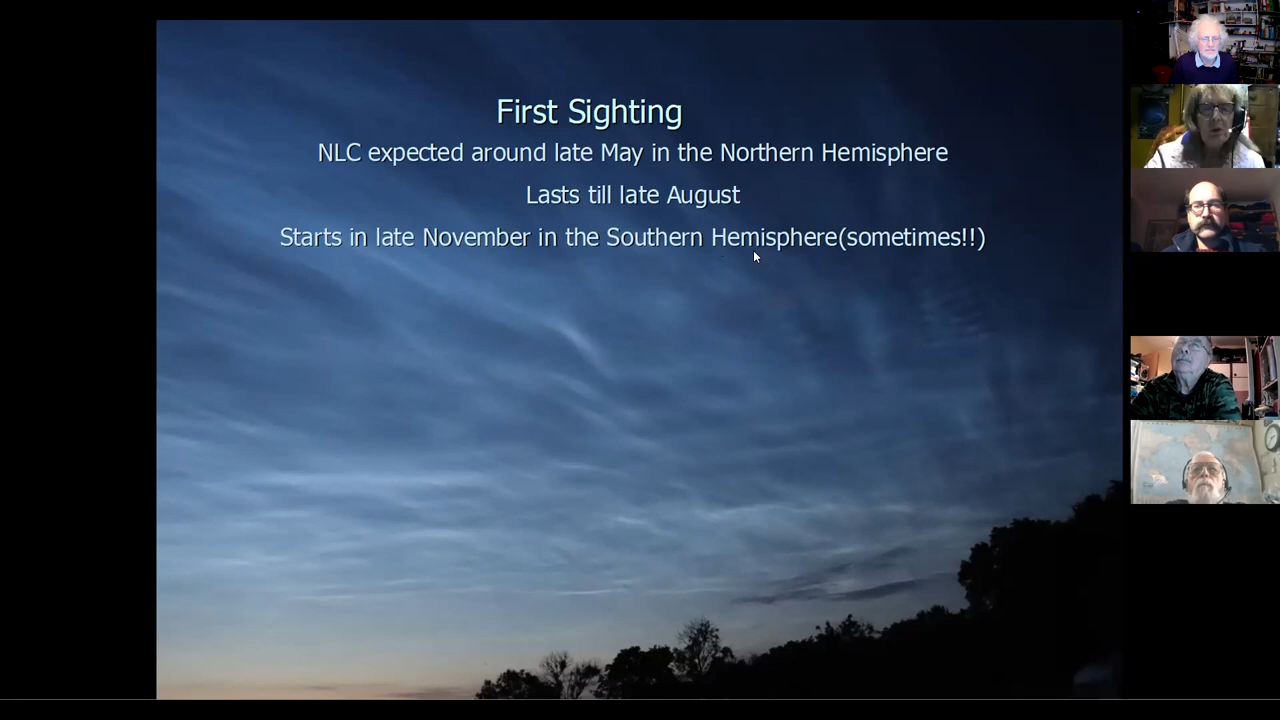 First Sighting
NLC expected around late May in the Northern Hemisphere
Lasts till late August
Starts in late November in the Southern Hemisphere(sometimes!!)